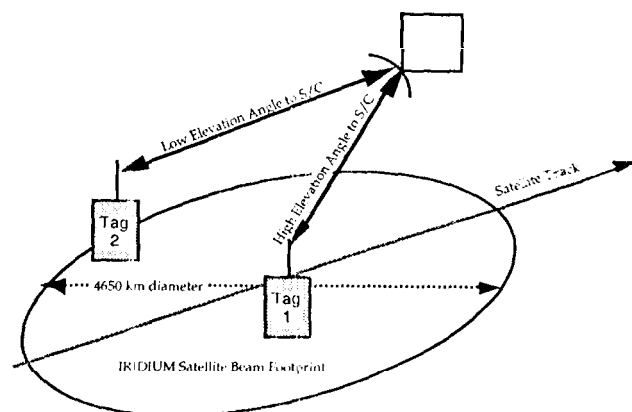 Low Elevation Angle to S/C
High Elevation Angle to S/C
Satellite Track
Tag
2
4650 km diameter
Tag
1
IRIDIUM Satellite Beam Footprint